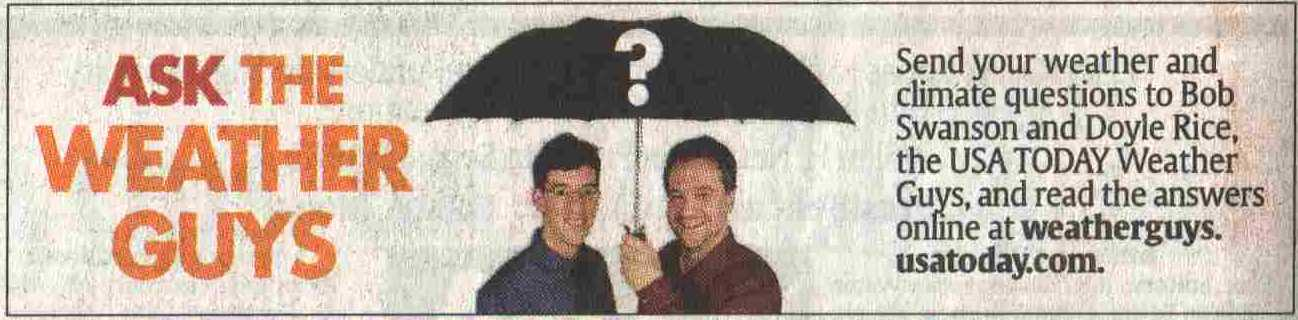 ASK THE
WEATHER
GUYS
?
Send your weather and
climate questions to Bob
Swanson and Doyle Rice,
the USA TODAY Weather
Guys, and read the answers
online at weatherguys.
usatoday.com.